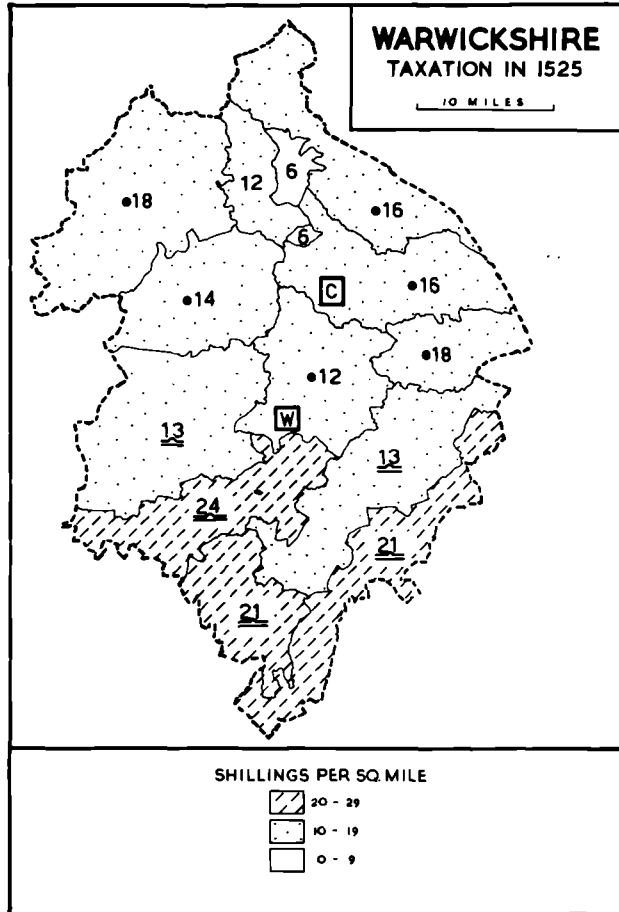 WARWICKSHIRE
TAXATION IN 1525
10 MILES
6
12
18
16
6
C
16
14
18
12
W
13
13
24
21
21
SHILLINGS PER SQ. MILE
20 - 29
10 - 19
0 - 9